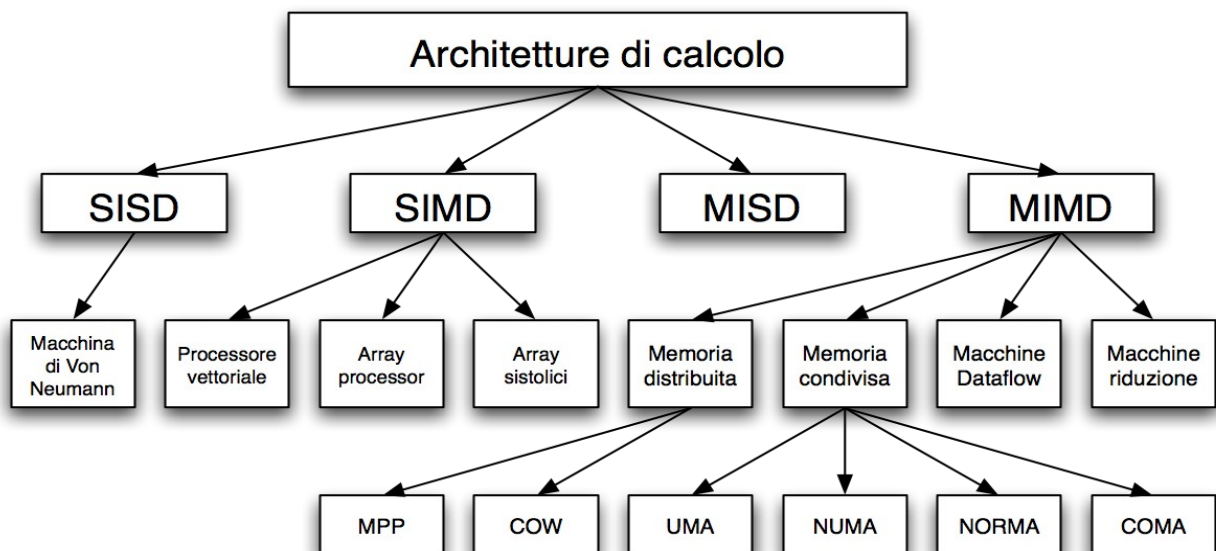 Architetture di calcolo
SISD
SIMD
MISD
MIMD
Macchina
di Von
Neumann
Processore
vettoriale
Array
processor
Array
sistolici
Memoria
distribuita
Memoria
condivisa
Macchine
Dataflow
Macchine
riduzione
MPP
COW
UMA
NUMA
NORMA
COMA